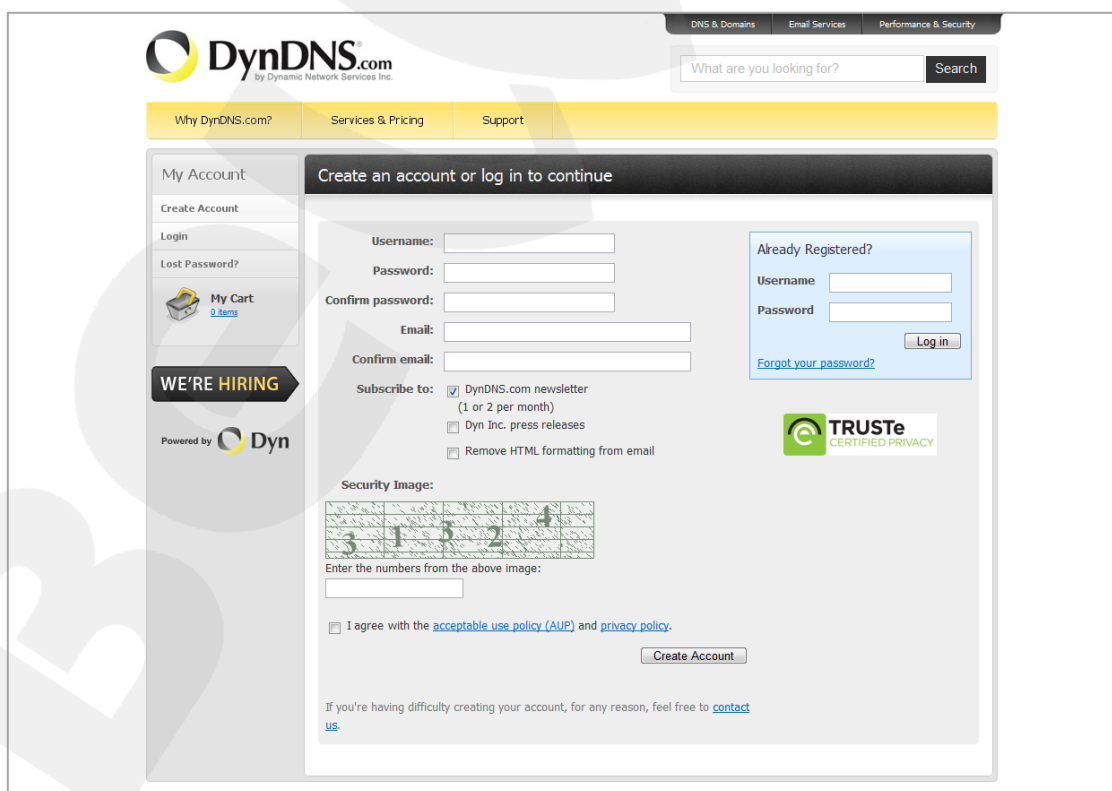 DNS & Domains Email Services Performance & Security
DynDNS.com
by Dynamic Network Services Inc.
What are you looking for? Search
Why DynDNS.com? Services & Pricing Support
My Account
Create Account
Login
Lost Password?
My Cart
0 items
WE'RE HIRING
Powered by Dyn
Create an account or log in to continue
Username:
Password:
Confirm password:
Email:
Confirm email:
Subscribe to: DynDNS.com newsletter
(1 or 2 per month)
Dyn Inc. press releases
Remove HTML formatting from email
Security Image:
3 1 3 2 4
Enter the numbers from the above image:
I agree with the acceptable use policy (AUP) and privacy policy.
Create Account
If you're having difficulty creating your account, for any reason, feel free to contact
us.
Already Registered?
Username
Password
Log in
Forgot your password?
TRUSTe
CERTIFIED PRIVACY